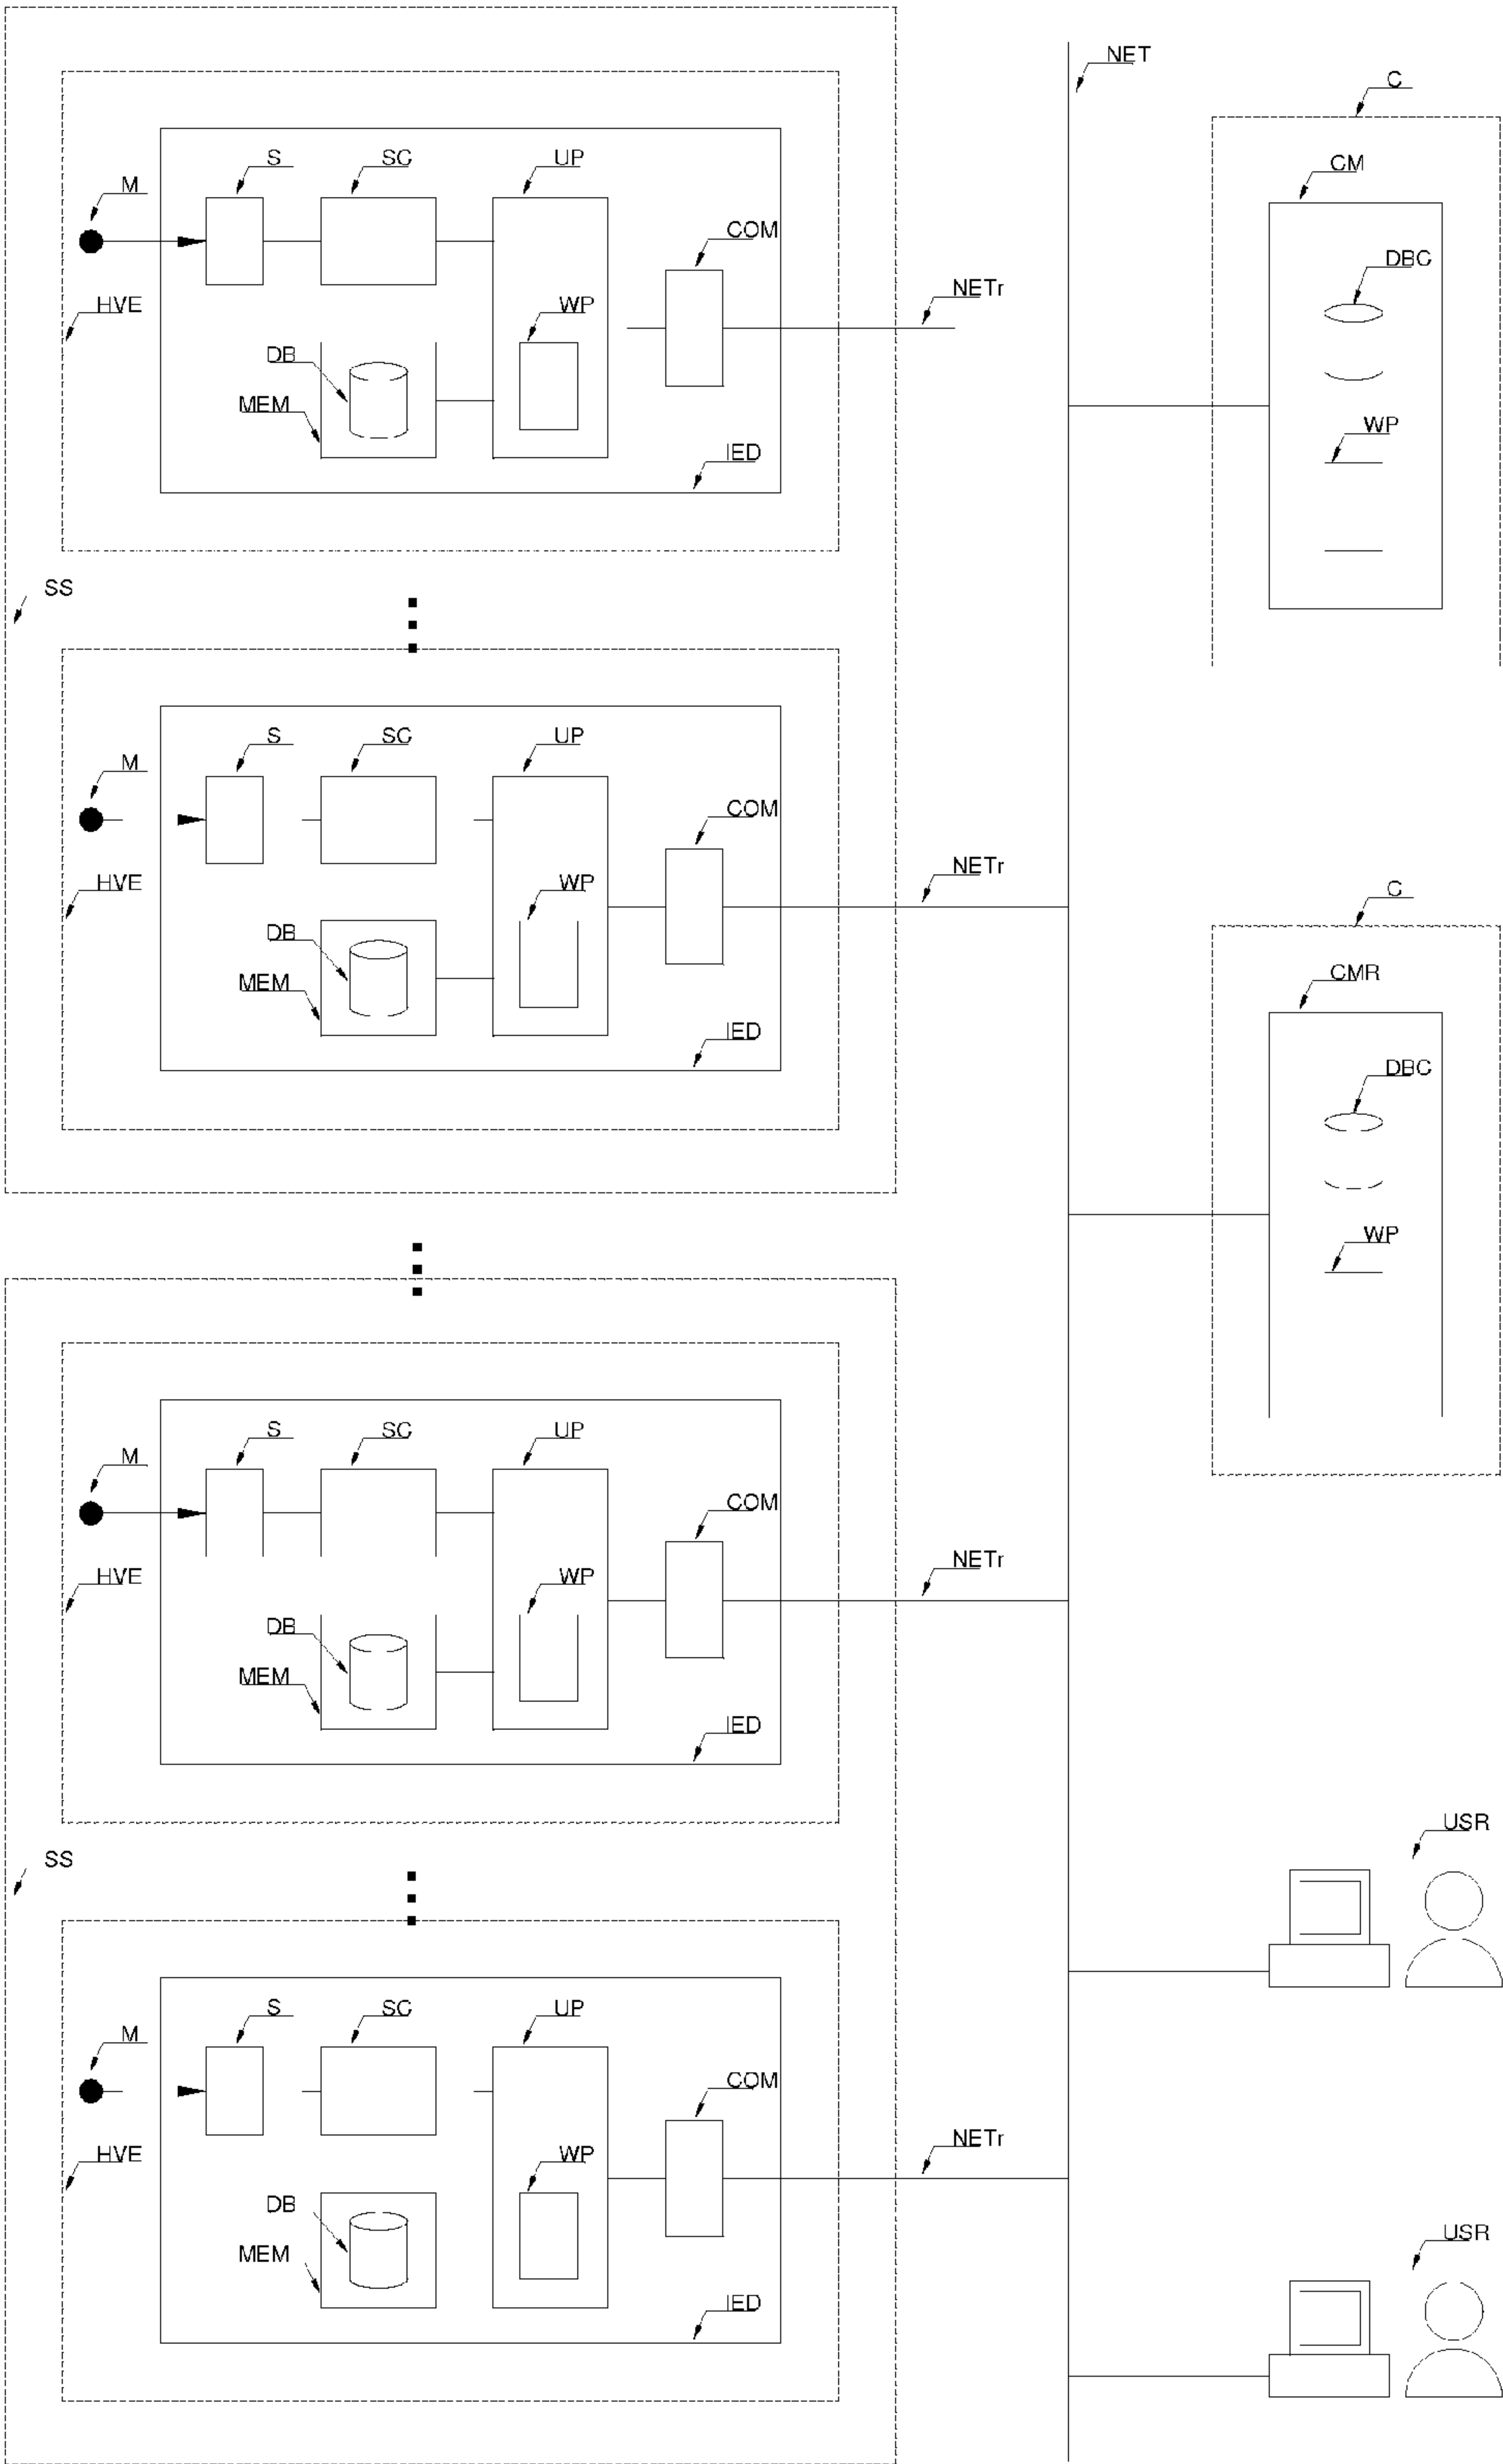 NET
C
S
SC
UP
CM
M
COM
DBC
NETr
HVE
WP
DB
MEM
WP
IED
SS
S
SC
UP
M
COM
NETr
HVE
WP
C
DB
CMR
MEM
IED
DBC
WP
S
SC
UP
M
COM
NETr
HVE
WP
DB
MEM
IED
USR
SS
S
SC
UP
M
COM
NETr
HVE
WP
DB
USR
MEM
IED